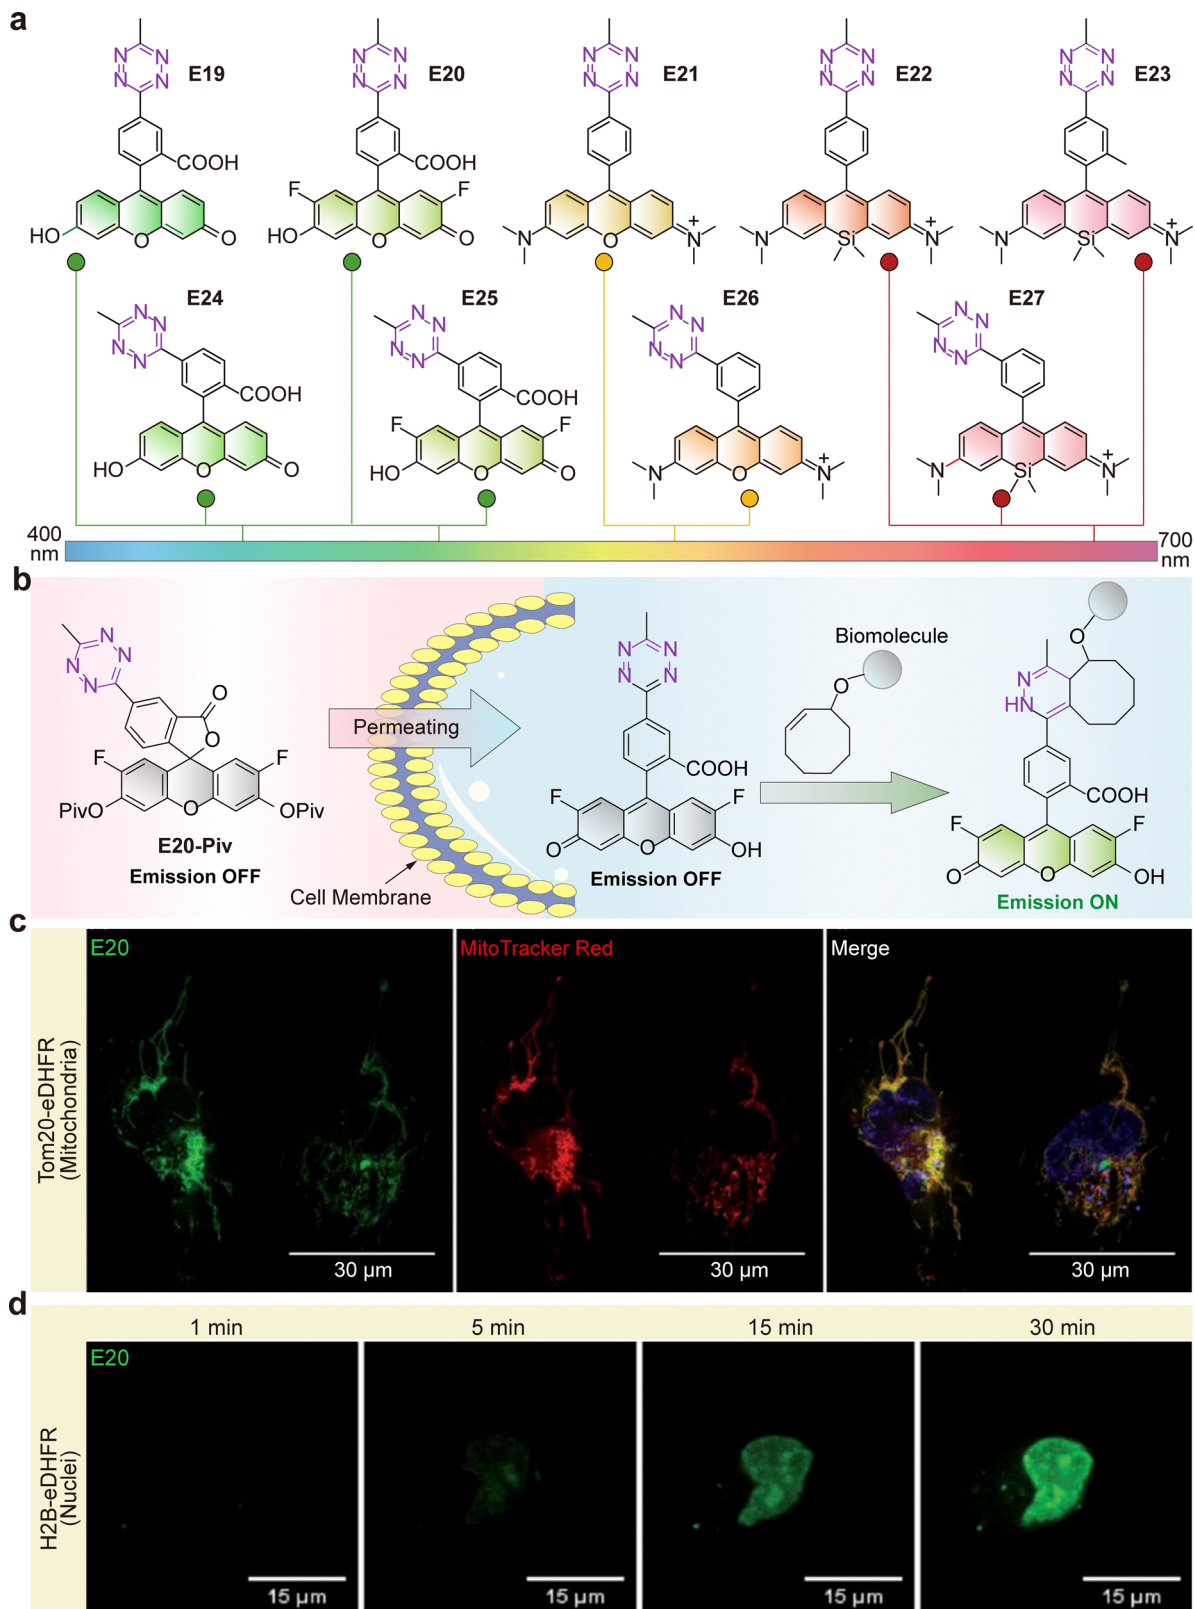 a
E19
E20
E21
E22
E23
N N N N
N N N N
N N N N
N N N N
N N N N
COOH
COOH
F F
HO O O
HO O O
N O N +
N Si N +
N Si N +
E24
E25
E26
E27
N N N N
N N N N
N N N N
N N N N
COOH
COOH
F F
HO O O
HO O O
N O N +
N Si N +
400
nm
700
nm
b
N N N N
O
O
F F
PivO O OPiv
E20-Piv
Emission OFF
Permeating
Cell Membrane
N N N N
COOH
F F
O O OH
Emission OFF
Biomolecule
O
O
N
HN
COOH
F F
O O OH
Emission ON
c
Tom20-eDHFR
(Mitochondria)
E20
MitoTracker Red
Merge
30 µm
30 µm
30 µm
d
1 min
5 min
15 min
30 min
H2B-eDHFR
(Nuclei)
E20
15 µm
15 µm
15 µm
15 µm